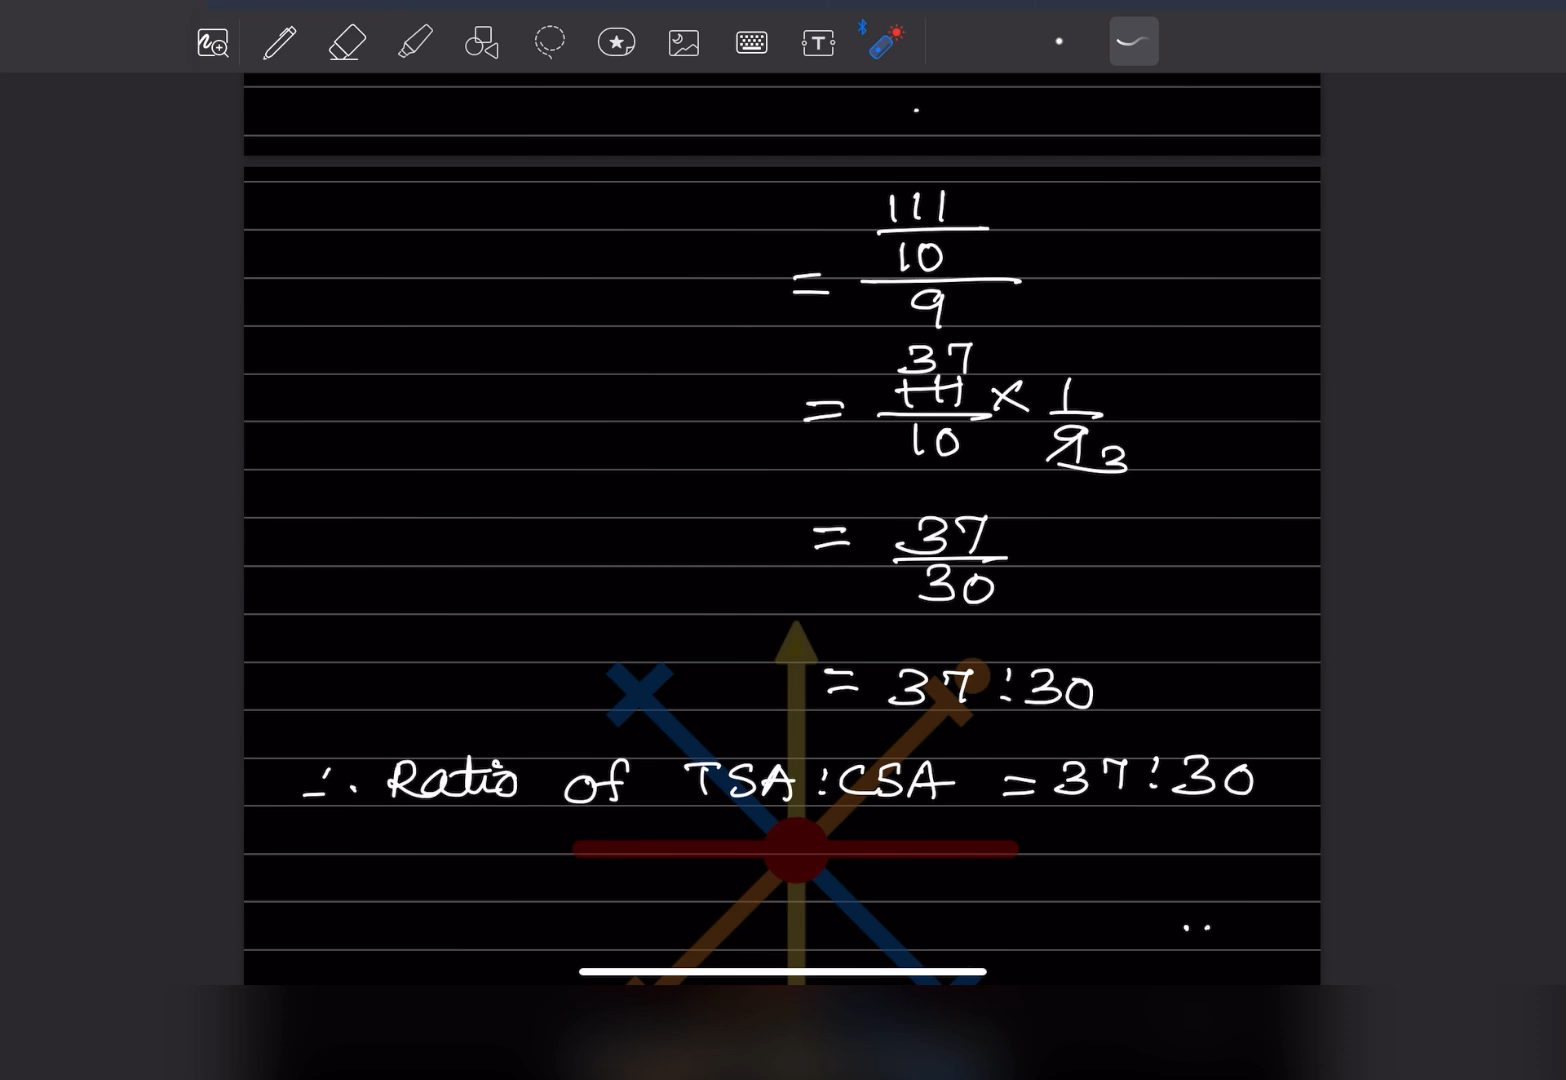 111
10
= 9
37
= 111 × 1
10 9 3
= 37
30
= 37:30
∴ Ratio of TSA:CSA = 37:30